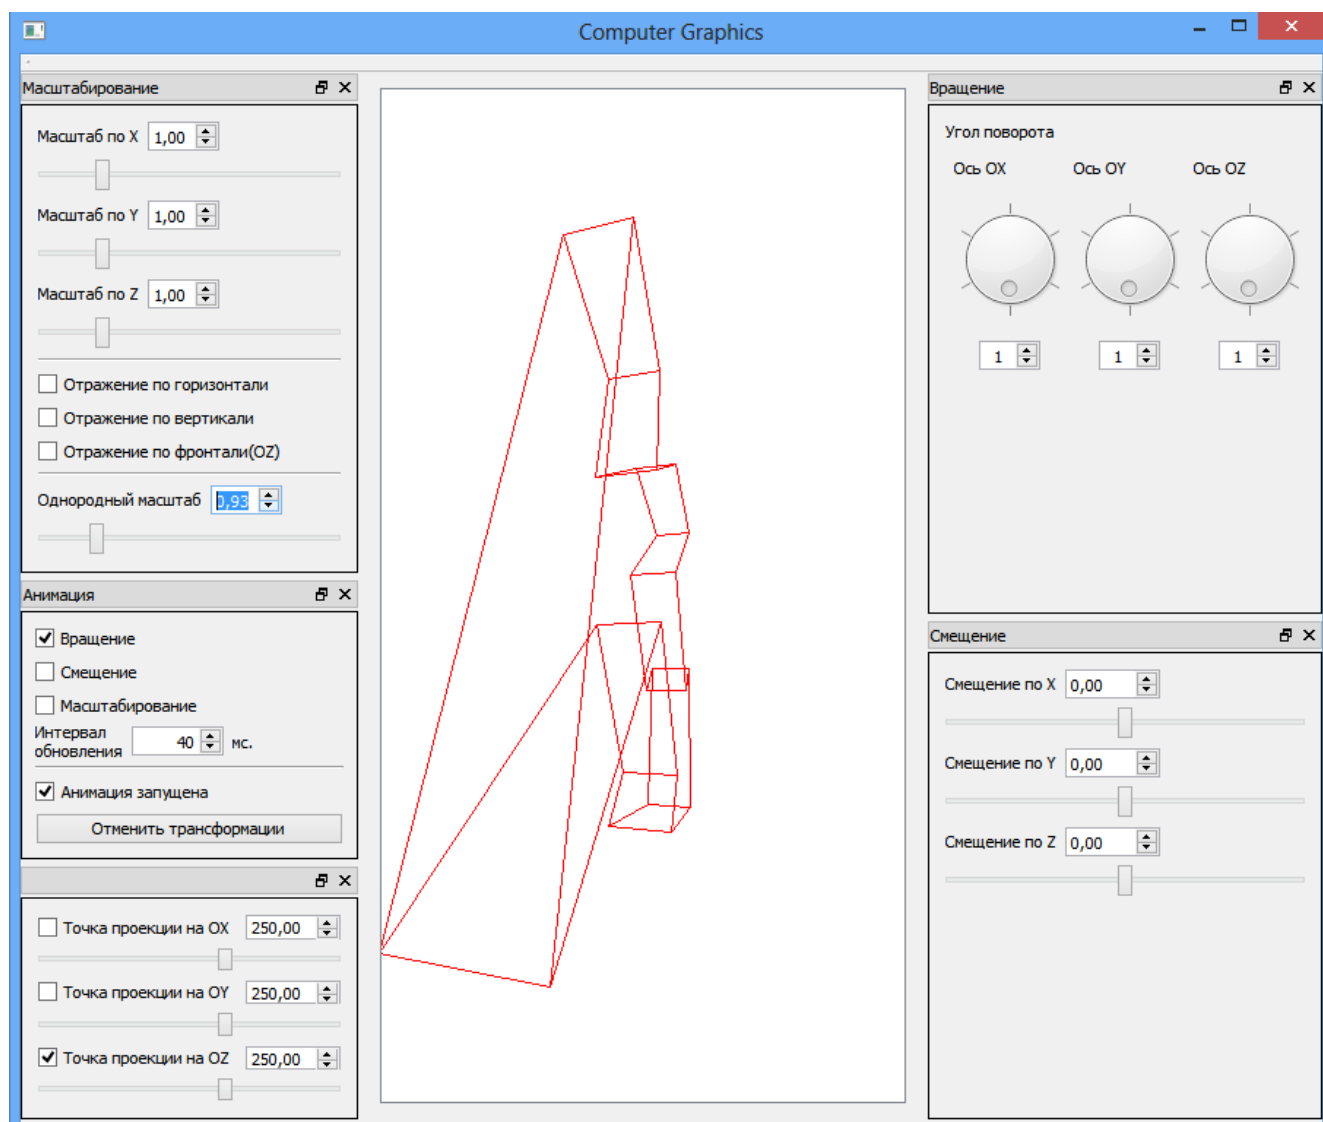 Computer Graphics
Масштабирование
Масштаб по X 1,00
Масштаб по Y 1,00
Масштаб по Z 1,00
Отражение по горизонтали
Отражение по вертикали
Отражение по фронтали(OZ)
Однородный масштаб 0,93
Анимация
Вращение
Смещение
Масштабирование
Интервал
обновления 40 мс.
Анимация запущена
Отменить трансформации
Точка проекции на OX 250,00
Точка проекции на OY 250,00
Точка проекции на OZ 250,00
Вращение
Угол поворота
Ось OX Ось OY Ось OZ
1 1 1
Смещение
Смещение по X 0,00
Смещение по Y 0,00
Смещение по Z 0,00